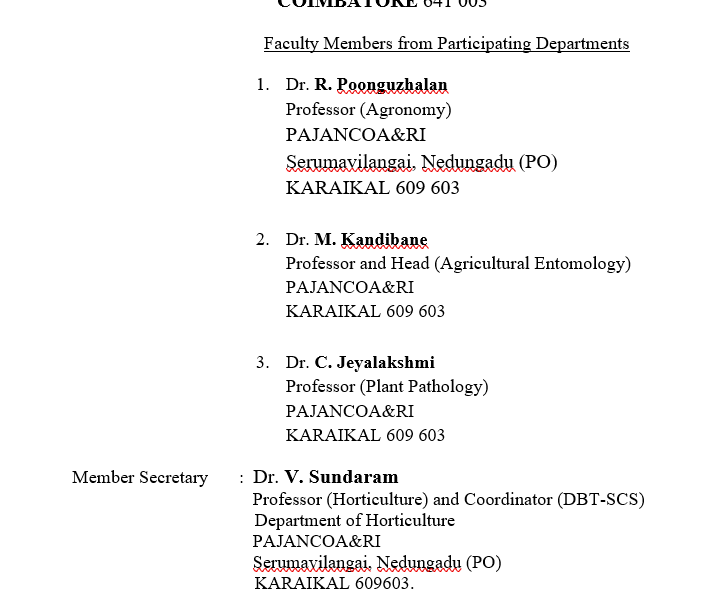 COIMBATORE 641 003
Faculty Members from Participating Departments
1. Dr. R. Poonguzhalan
Professor (Agronomy)
PAJANCOA&RI
Serumavilangai, Nedungadu (PO)
KARAIKAL 609 603
2. Dr. M. Kandibane
Professor and Head (Agricultural Entomology)
PAJANCOA&RI
KARAIKAL 609 603
3. Dr. C. Jeyalakshmi
Professor (Plant Pathology)
PAJANCOA&RI
KARAIKAL 609 603
Member Secretary : Dr. V. Sundaram
Professor (Horticulture) and Coordinator (DBT-SCS)
Department of Horticulture
PAJANCOA&RI
Serumavilangai, Nedungadu (PO)
KARAIKAL 609603.